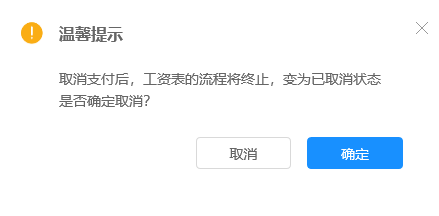 温馨提示
取消支付后，工资表的流程将终止，变为已取消状态
是否确定取消？
取消
确定